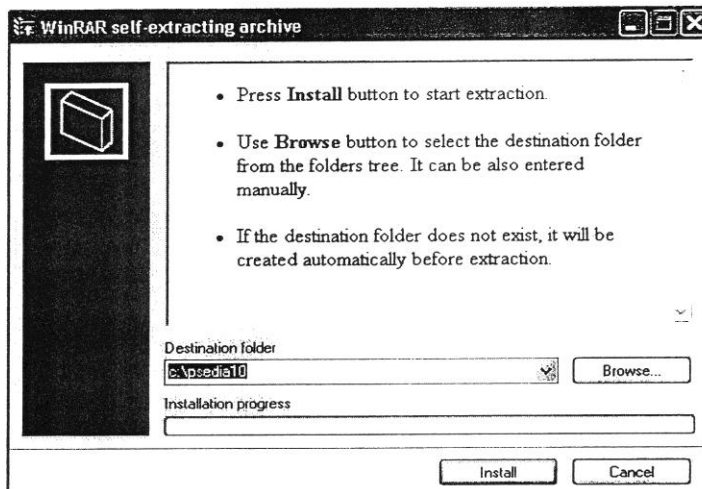 WinRAR self-extracting archive
• Press Install button to start extraction.
• Use Browse button to select the destination folder
from the folders tree. It can be also entered
manually.
• If the destination folder does not exist, it will be
created automatically before extraction.
Destination folder
c:\psedia10
Browse...
Installation progress
Install
Cancel